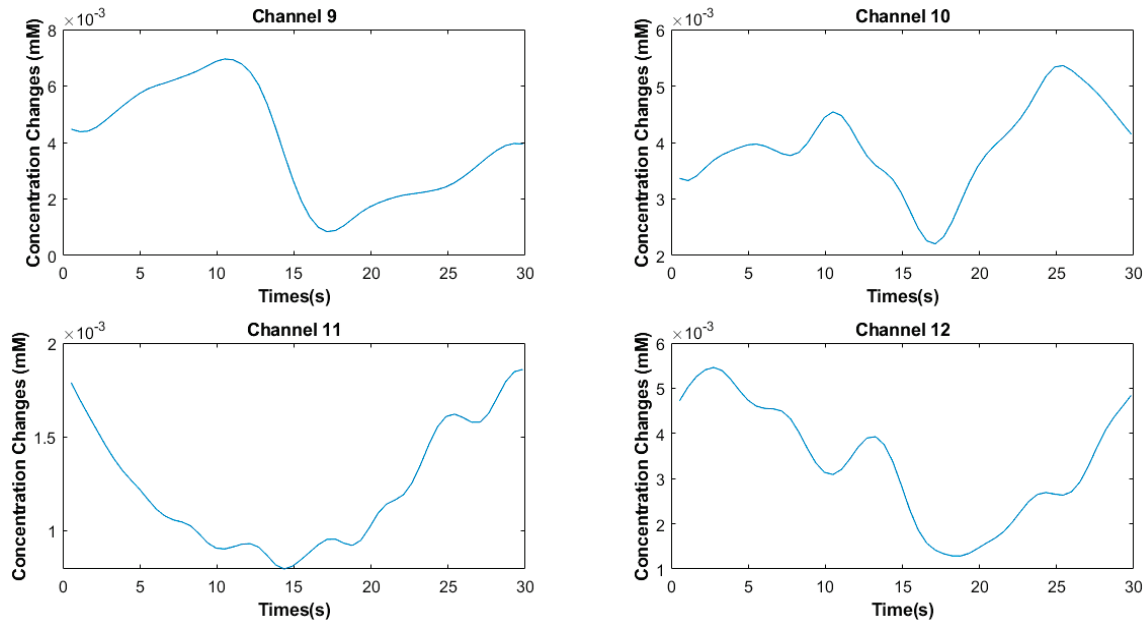 Channel 9
×10⁻³
Concentration Changes (mM)
8
6
4
2
0
0 5 10 15 20 25 30
Times(s)
Channel 10
×10⁻³
Concentration Changes (mM)
6
5
4
3
2
0 5 10 15 20 25 30
Times(s)
Channel 11
×10⁻³
Concentration Changes (mM)
2
1.5
1
0 5 10 15 20 25 30
Times(s)
Channel 12
×10⁻³
Concentration Changes (mM)
6
5
4
3
2
1
0 5 10 15 20 25 30
Time(s)